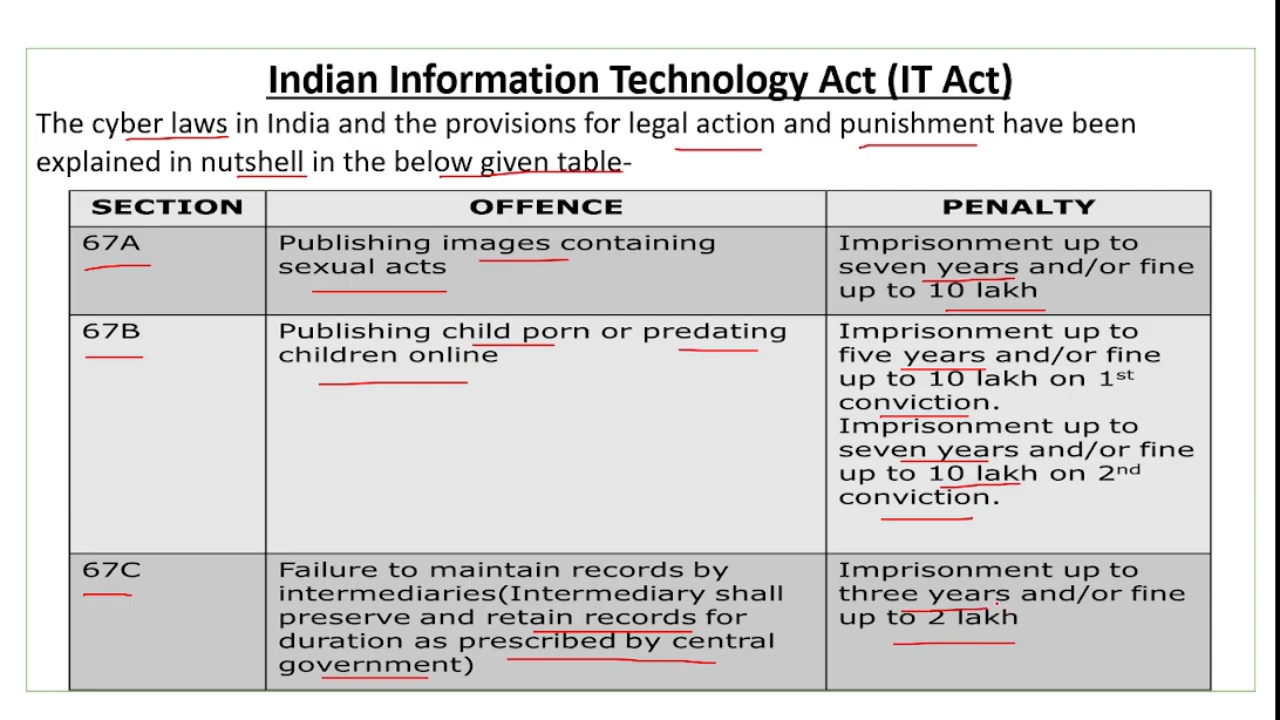 Indian Information Technology Act (IT Act)
The cyber laws in India and the provisions for legal action and punishment have been
explained in nutshell in the below given table-
SECTION OFFENCE PENALTY
67A
Publishing images containing
sexual acts
Imprisonment up to
seven years and/or fine
up to 10 lakh
67B
Publishing child porn or predating
children online
Imprisonment up to
five years and/or fine
up to 10 lakh on 1st
conviction.
Imprisonment up to
seven years and/or fine
up to 10 lakh on 2nd
conviction.
67C
Failure to maintain records by
intermediaries(Intermediary shall
preserve and retain records for
duration as prescribed by central
government)
Imprisonment up to
three years and/or fine
up to 2 lakh